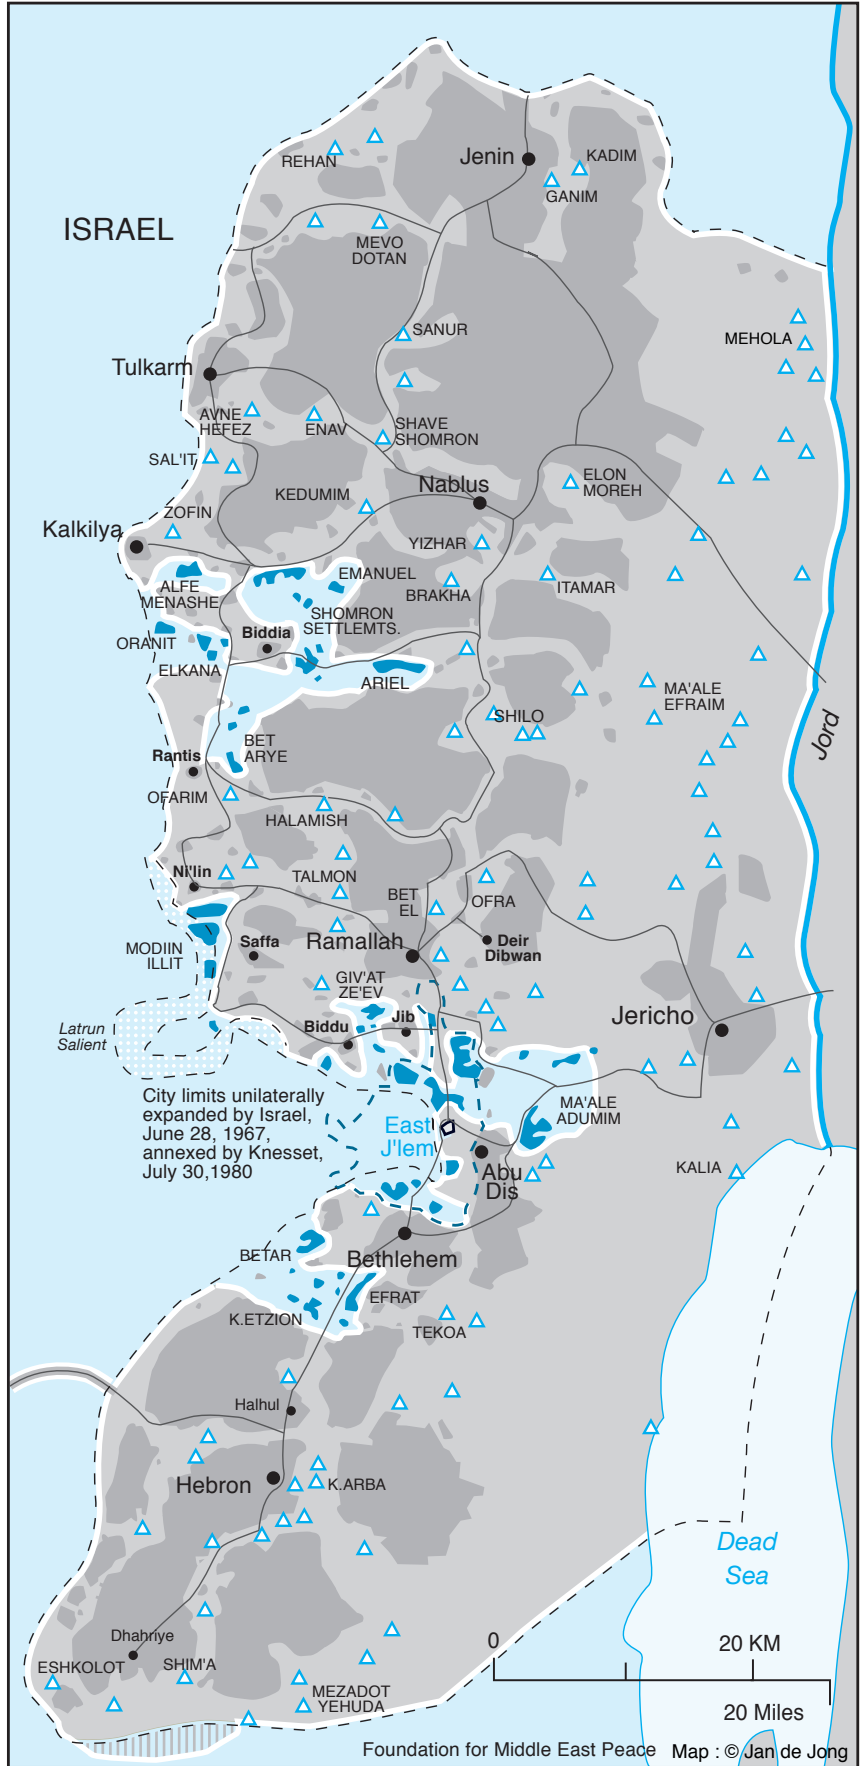 REHAN
Jenin
KADIM
GANIM
ISRAEL
MEVO
DOTAN
SANUR
MEHOLA
Tulkarm
AVNE
HEFEZ
ENAV
SHAVE
SHOMRON
SAL'IT
KEDUMIM
Nablus
ELON
MOREH
ZOFIN
Kalkilya
YIZHAR
ALFE
MENASHE
EMANUEL
BRAKHA
ITAMAR
SHOMRON
SETTLEMTS.
ORANIT
Biddia
ELKANA
ARIEL
MA'ALE
EFRAIM
SHILO
Jord
BET
ARYE
Rantis
OFARIM
HALAMISH
Ni'lin
TALMON
BET
EL
OFRA
MODIIN
ILLIT
Saffa
Ramallah
Deir
Dibwan
GIV'AT
ZE'EV
Jericho
Latrun
Salient
Biddu
Jib
City limits unilaterally
expanded by Israel,
June 28, 1967,
annexed by Knesset,
July 30,1980
East
J'lem
MA'ALE
ADUMIM
Abu
Dis
KALIA
BETAR
Bethlehem
EFRAT
K.ETZION
TEKOA
Halhul
Hebron
K.ARBA
Dead
Sea
Dhahriye
ESHKOLOT
SHIM'A
0
20 KM
MEZADOT
YEHUDA
20 Miles
Foundation for Middle East Peace
Map : © Jan de Jong